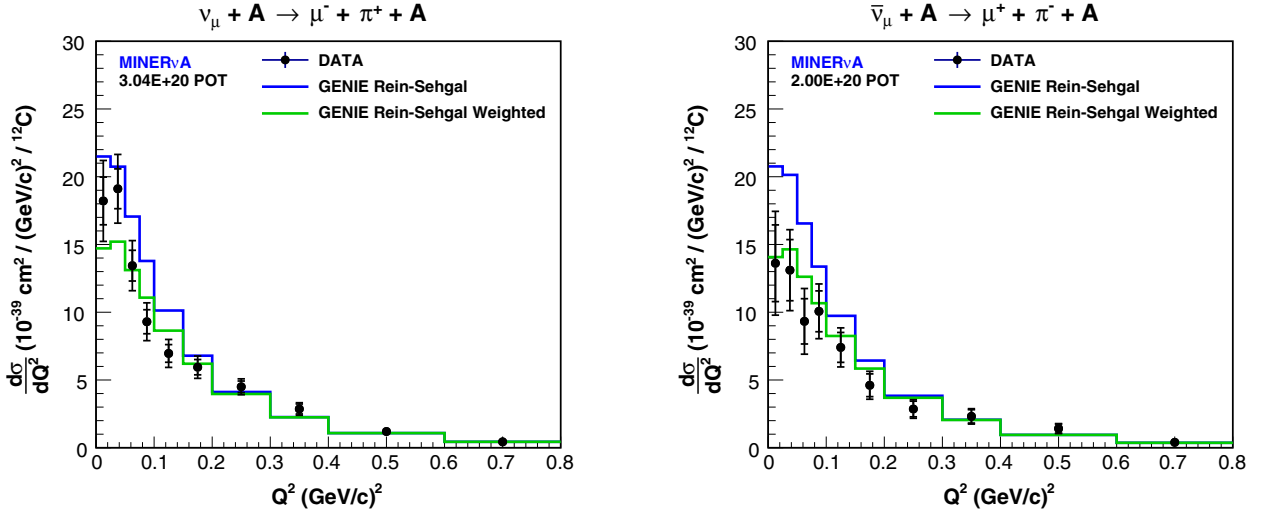 νμ + A → μ- + π+ + A
30
25
20
15
10
5
0
MINERνA
3.04E+20 POT
DATA
GENIE Rein-Sehgal
GENIE Rein-Sehgal Weighted
dσ/dQ² (10⁻³⁹ cm² / (GeV/c)² / ¹²C)
0 0.1 0.2 0.3 0.4 0.5 0.6 0.7 0.8
Q² (GeV/c)²
ν̅μ + A → μ+ + π- + A
30
25
20
15
10
5
0
MINERνA
2.00E+20 POT
DATA
GENIE Rein-Sehgal
GENIE Rein-Sehgal Weighted
dσ/dQ² (10⁻³⁹ cm² / (GeV/c)² / ¹²C)
0 0.1 0.2 0.3 0.4 0.5 0.6 0.7 0.8
Q² (GeV/c)²